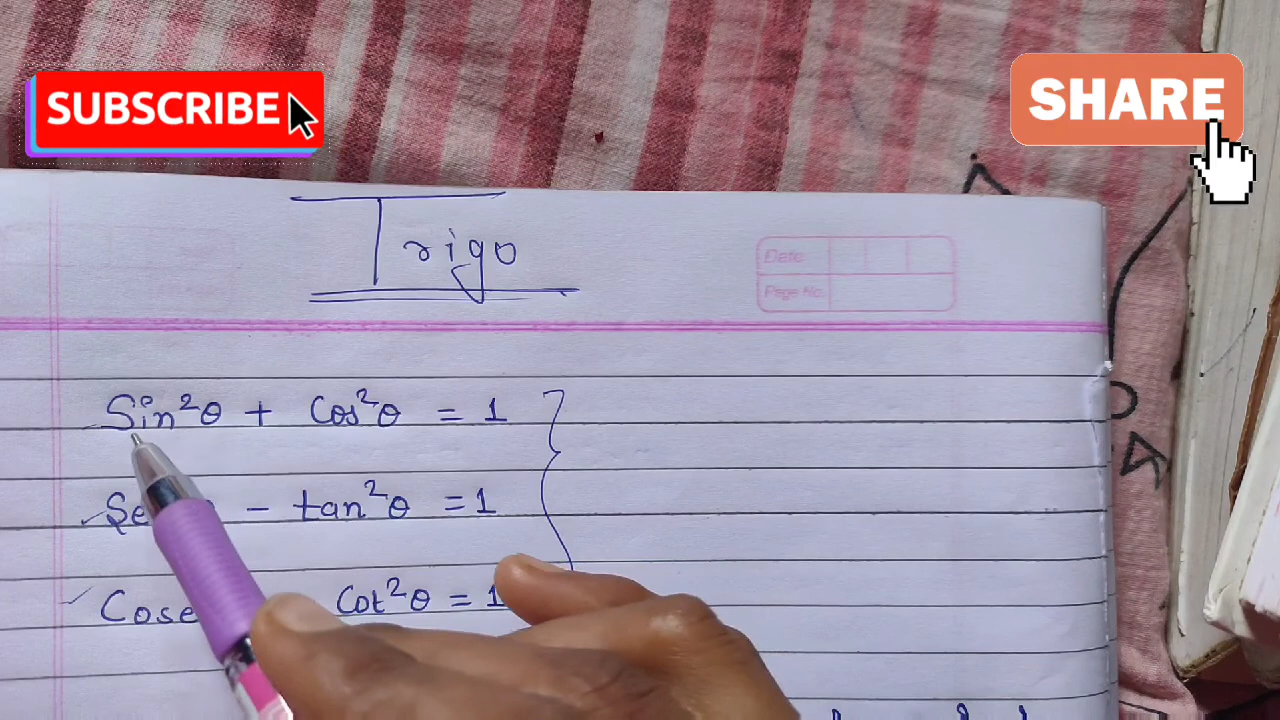 SUBSCRIBE
SHARE
Trigo
Date
Page No.
Sin²θ + Cos²θ = 1
- tan²θ = 1
Cot²θ = 1